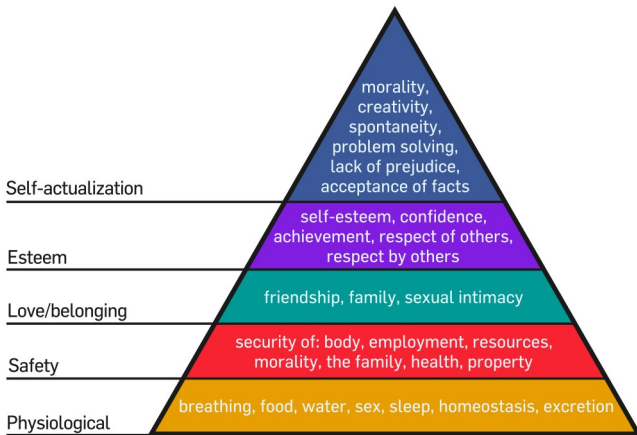 morality,
creativity,
spontaneity,
problem solving,
lack of prejudice,
acceptance of facts
Self-actualization
self-esteem, confidence,
achievement, respect of others,
respect by others
Esteem
friendship, family, sexual intimacy
Love/belonging
security of: body, employment, resources,
morality, the family, health, property
Safety
breathing, food, water, sex, sleep, homeostasis, excretion
Physiological